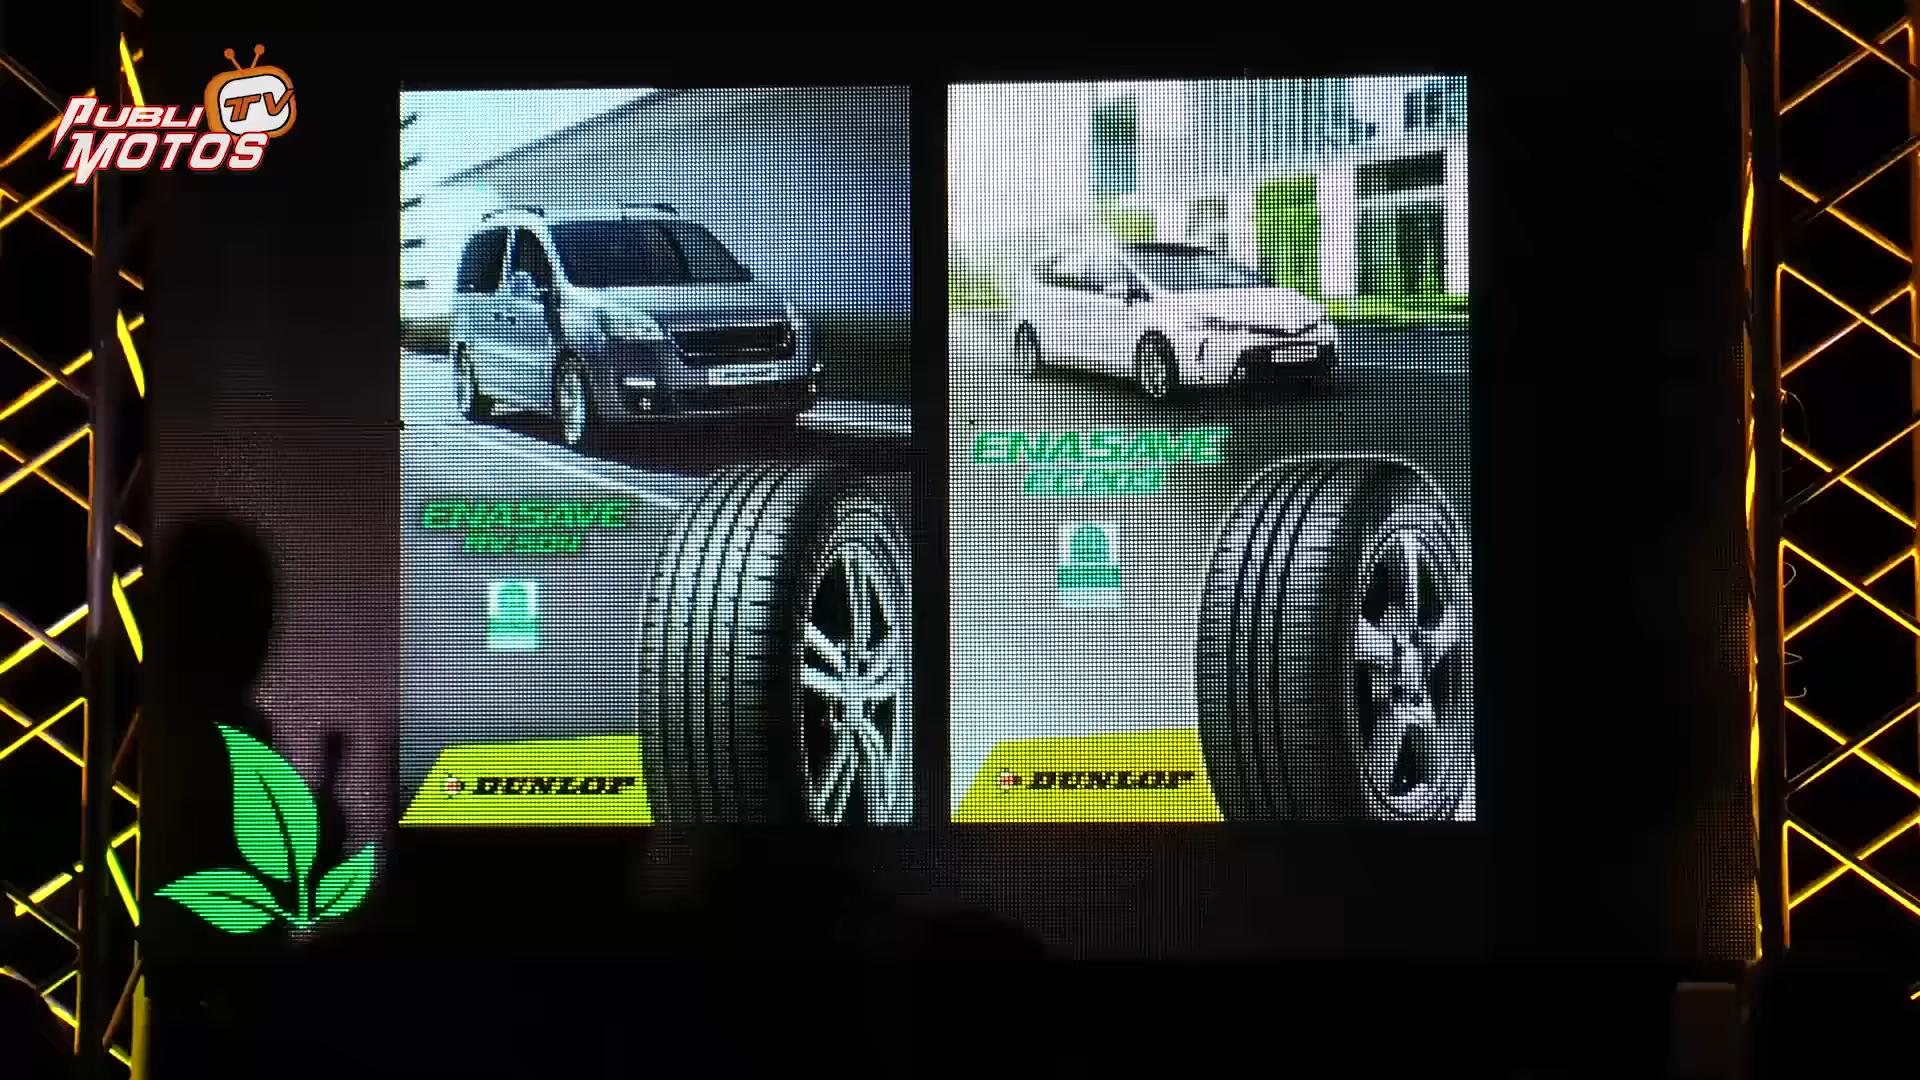 PUBLI TV
MOTOS
ENASAVE
DUNLOP
ENASAVE
DUNLOP